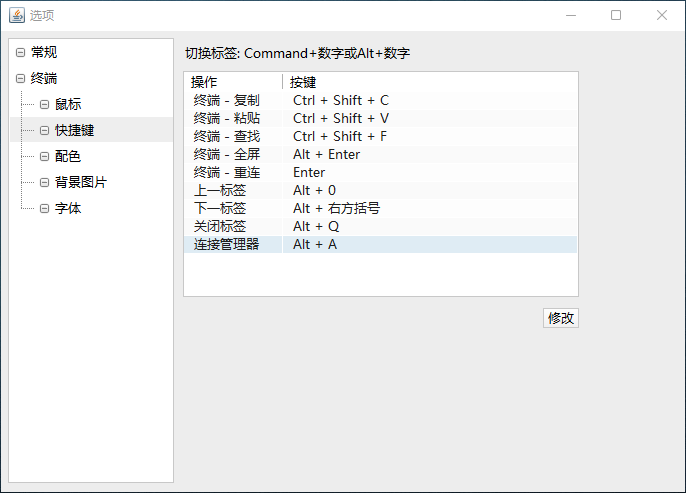 选项
常规
终端
鼠标
快捷键
配色
背景图片
字体
切换标签: Command+数字或Alt+数字
操作 按键
终端 - 复制 Ctrl + Shift + C
终端 - 粘贴 Ctrl + Shift + V
终端 - 查找 Ctrl + Shift + F
终端 - 全屏 Alt + Enter
终端 - 重连 Enter
上一标签 Alt + 0
下一标签 Alt + 右方括号
关闭标签 Alt + Q
连接管理器 Alt + A
修改